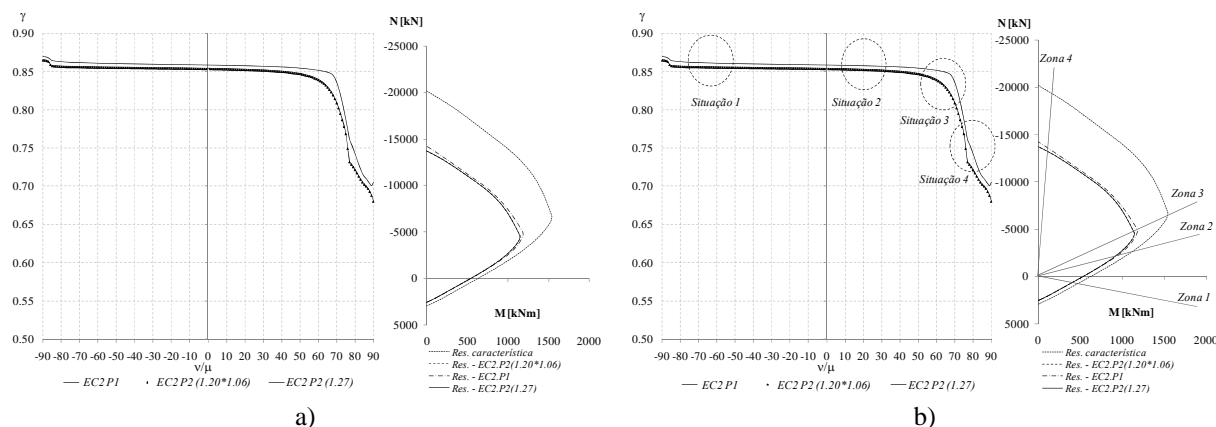 γ
0.90
0.85
0.80
0.75
0.70
0.65
0.60
0.55
0.50
-90 -80 -70 -60 -50 -40 -30 -20 -10 0 10 20 30 40 50 60 70 80 90
ν/μ
EC2 P1 EC2 P2 (1.20*1.06) EC2 P2 (1.27)
N [kN]
-25000
-20000
-15000
-10000
-5000
0
5000
0 500 1000 1500 2000
M [kNm]
Res. característica
Res. - EC2.P2(1.20*1.06)
Res. - EC2.P1
Res. - EC2.P2(1.27)
a)
γ
0.90
0.85
0.80
0.75
0.70
0.65
0.60
0.55
0.50
Situação 1
Situação 2
Situação 3
Situação 4
-90 -80 -70 -60 -50 -40 -30 -20 -10 0 10 20 30 40 50 60 70 80 90
ν/μ
EC2 P1 EC2 P2 (1.20*1.06) EC2 P2 (1.27)
N [kN]
-25000
-20000
-15000
-10000
-5000
0
5000
Zona 4
Zona 3
Zona 2
Zona 1
M [kNm]
0 500 1000 1500 2000
Res. característica
Res. - EC2.P2(1.20*1.06)
Res. - EC2.P1
Res. - EC2.P2(1.27)
b)